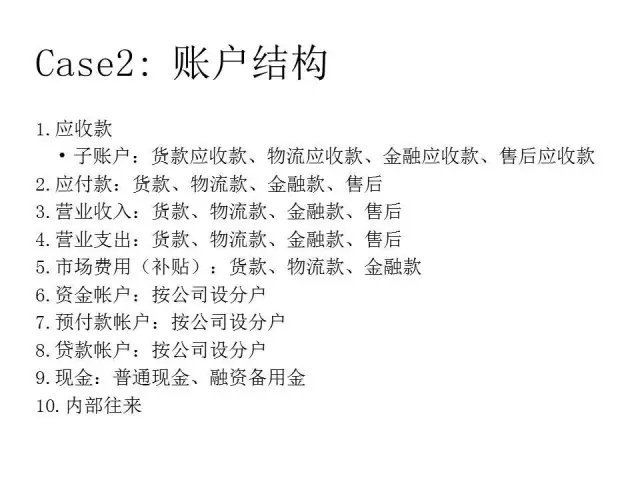 Case2: 账户结构
1. 应收款
• 子账户：货款应收款、物流应收款、金融应收款、售后应收款
2. 应付款：货款、物流款、金融款、售后
3. 营业收入：货款、物流款、金融款、售后
4. 营业支出：货款、物流款、金融款、售后
5. 市场费用（补贴）：货款、物流款、金融款
6. 资金帐户：按公司设分户
7. 预付款帐户：按公司设分户
8. 贷款帐户：按公司设分户
9. 现金：普通现金、融资备用金
10. 内部往来